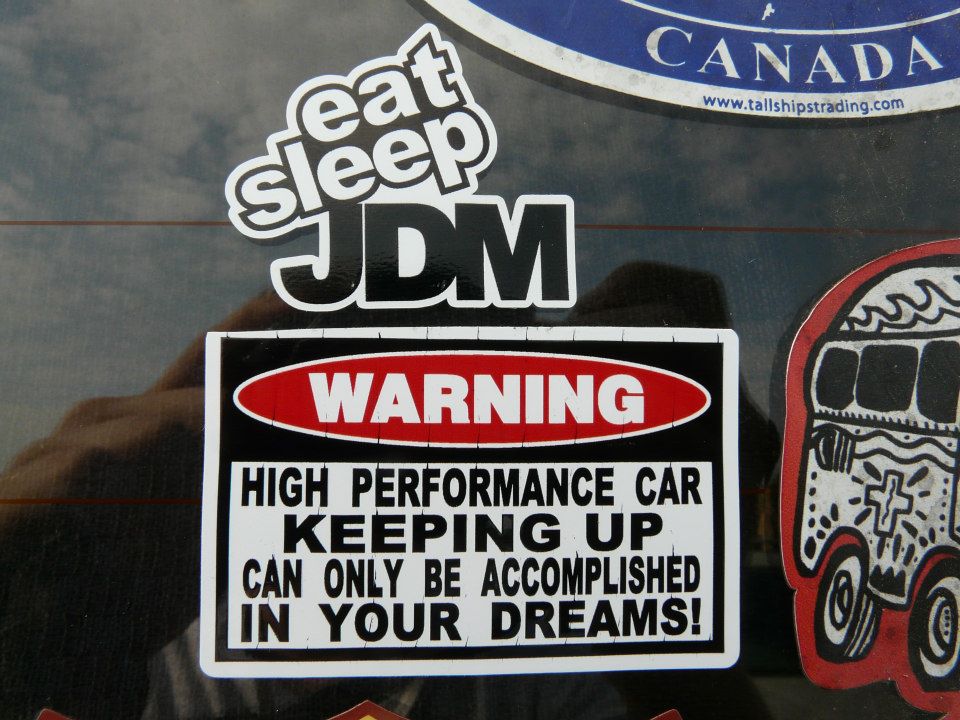 CANADA
www.tallshipstrading.com
eat
sleep
JDM
WARNING
HIGH PERFORMANCE CAR
KEEPING UP
CAN ONLY BE ACCOMPLISHED
IN YOUR DREAMS!